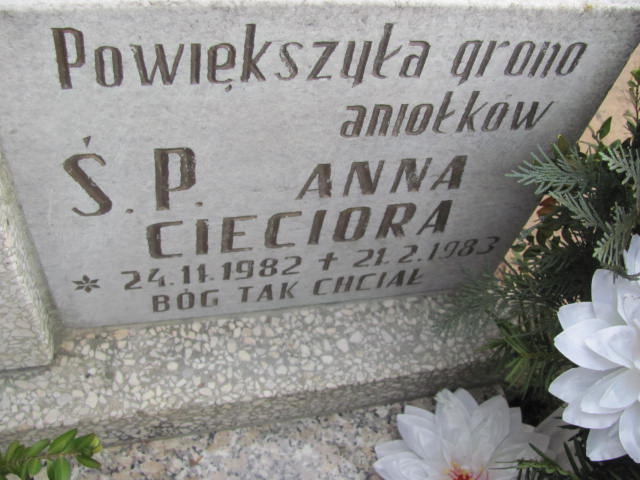 Powiększyła grono
aniołków
Ś.P. ANNA
CIECIORA
* 24.11.1982 + 21.2.1983
BÓG TAK CHCIAŁ